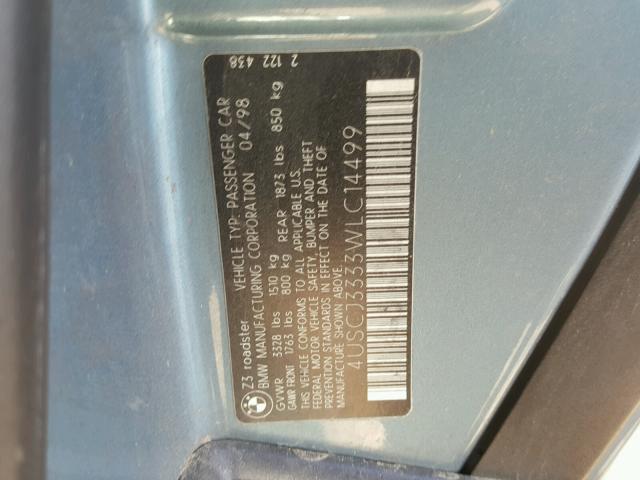 Z3 roadster VEHICLE TYP: PASSENGER CAR
BMW MANUFACTURING CORPORATION 04/98
GVWR 3328 lbs 1510 kg
GAWR FRONT 1763 lbs 800 kg REAR 1873 lbs 850 kg
THIS VEHICLE CONFORMS TO ALL APPLICABLE U.S.
FEDERAL MOTOR VEHICLE SAFETY, BUMPER AND THEFT
PREVENTION STANDARDS IN EFFECT ON THE DATE OF
MANUFACTURE SHOWN ABOVE.
4USCJ3333WLC14499
438 122 2